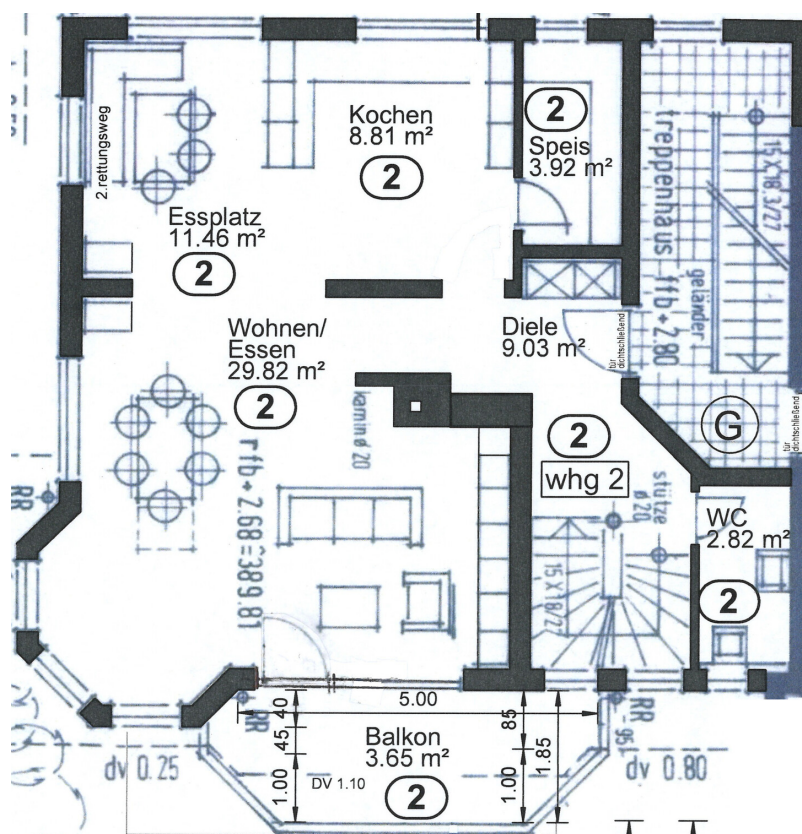 2.rettungsweg
Kochen
8.81 m²
2
2
Speis
3.92 m²
Essplatz
11.46 m²
2
15 X 18.3/27
treppenhaus ffb + 2.80
geländer
Wohnen/
Essen
29.82 m²
2
Diele
9.03 m²
tür
dichtschließend
tür
dichtschließend
G
kamin ø 20
rfb + 2.68 = 389.81
2
whg 2
stütze
ø 20
15 X 18/27
WC
2.82 m²
2
RR
RR
RR
5.00
40
45
1.00
85
1.00
1.85
95
Balkon
3.65 m²
2
DV 1.10
dv 0.25
dv 0.80